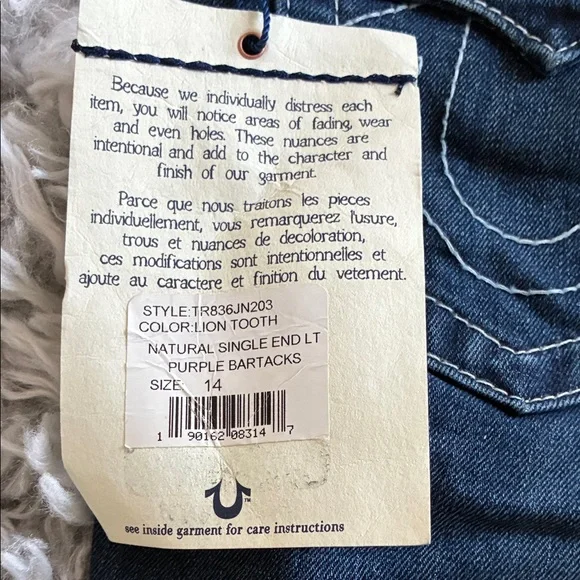 Because we individually distress each
item, you will notice areas of fading, wear
and even holes. These nuances are
intentional and add to the character and
finish of our garment.
Parce que nous traitons les pieces
individuellement, vous remarquerez l'usure,
trous et nuances de decoloration,
ces modifications sont intentionnelles et
ajoute au caractere et finition du vetement.
STYLE:TR836JN203
COLOR:LION TOOTH
NATURAL SINGLE END LT
PURPLE BARTACKS
SIZE: 14
1 90162 08314 7
TM
see inside garment for care instructions